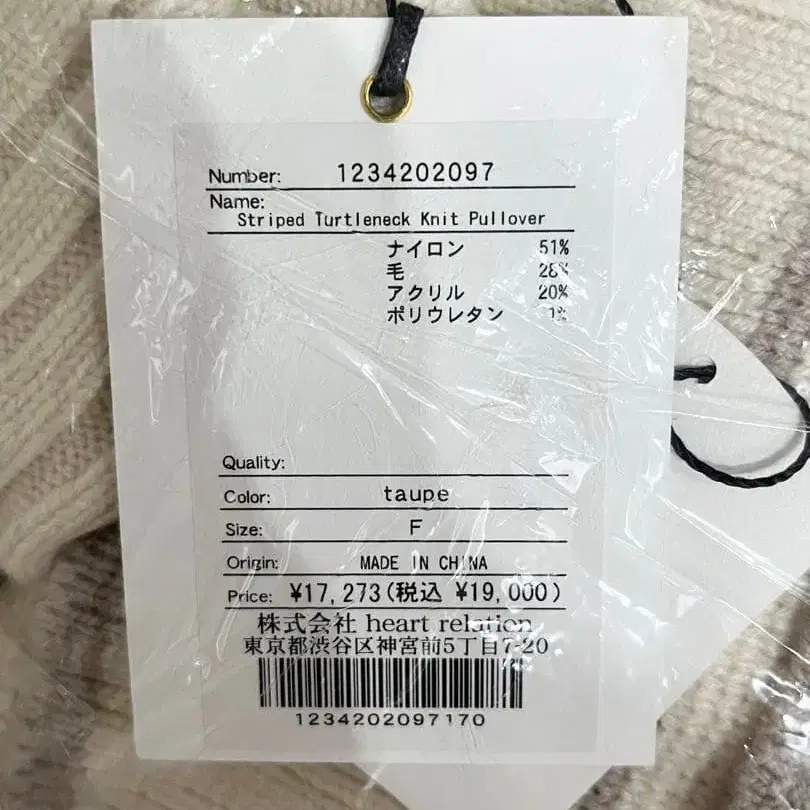 Number: 1234202097
Name:
Striped Turtleneck Knit Pullover
ナイロン 51%
毛 28%
アクリル 20%
ポリウレタン 1%
Quality:
Color: taupe
Size: F
Origin: MADE IN CHINA
Price: ¥17,273(税込 ¥19,000)
株式会社 heart relation
東京都渋谷区神宮前5丁目7-20
1234202097170